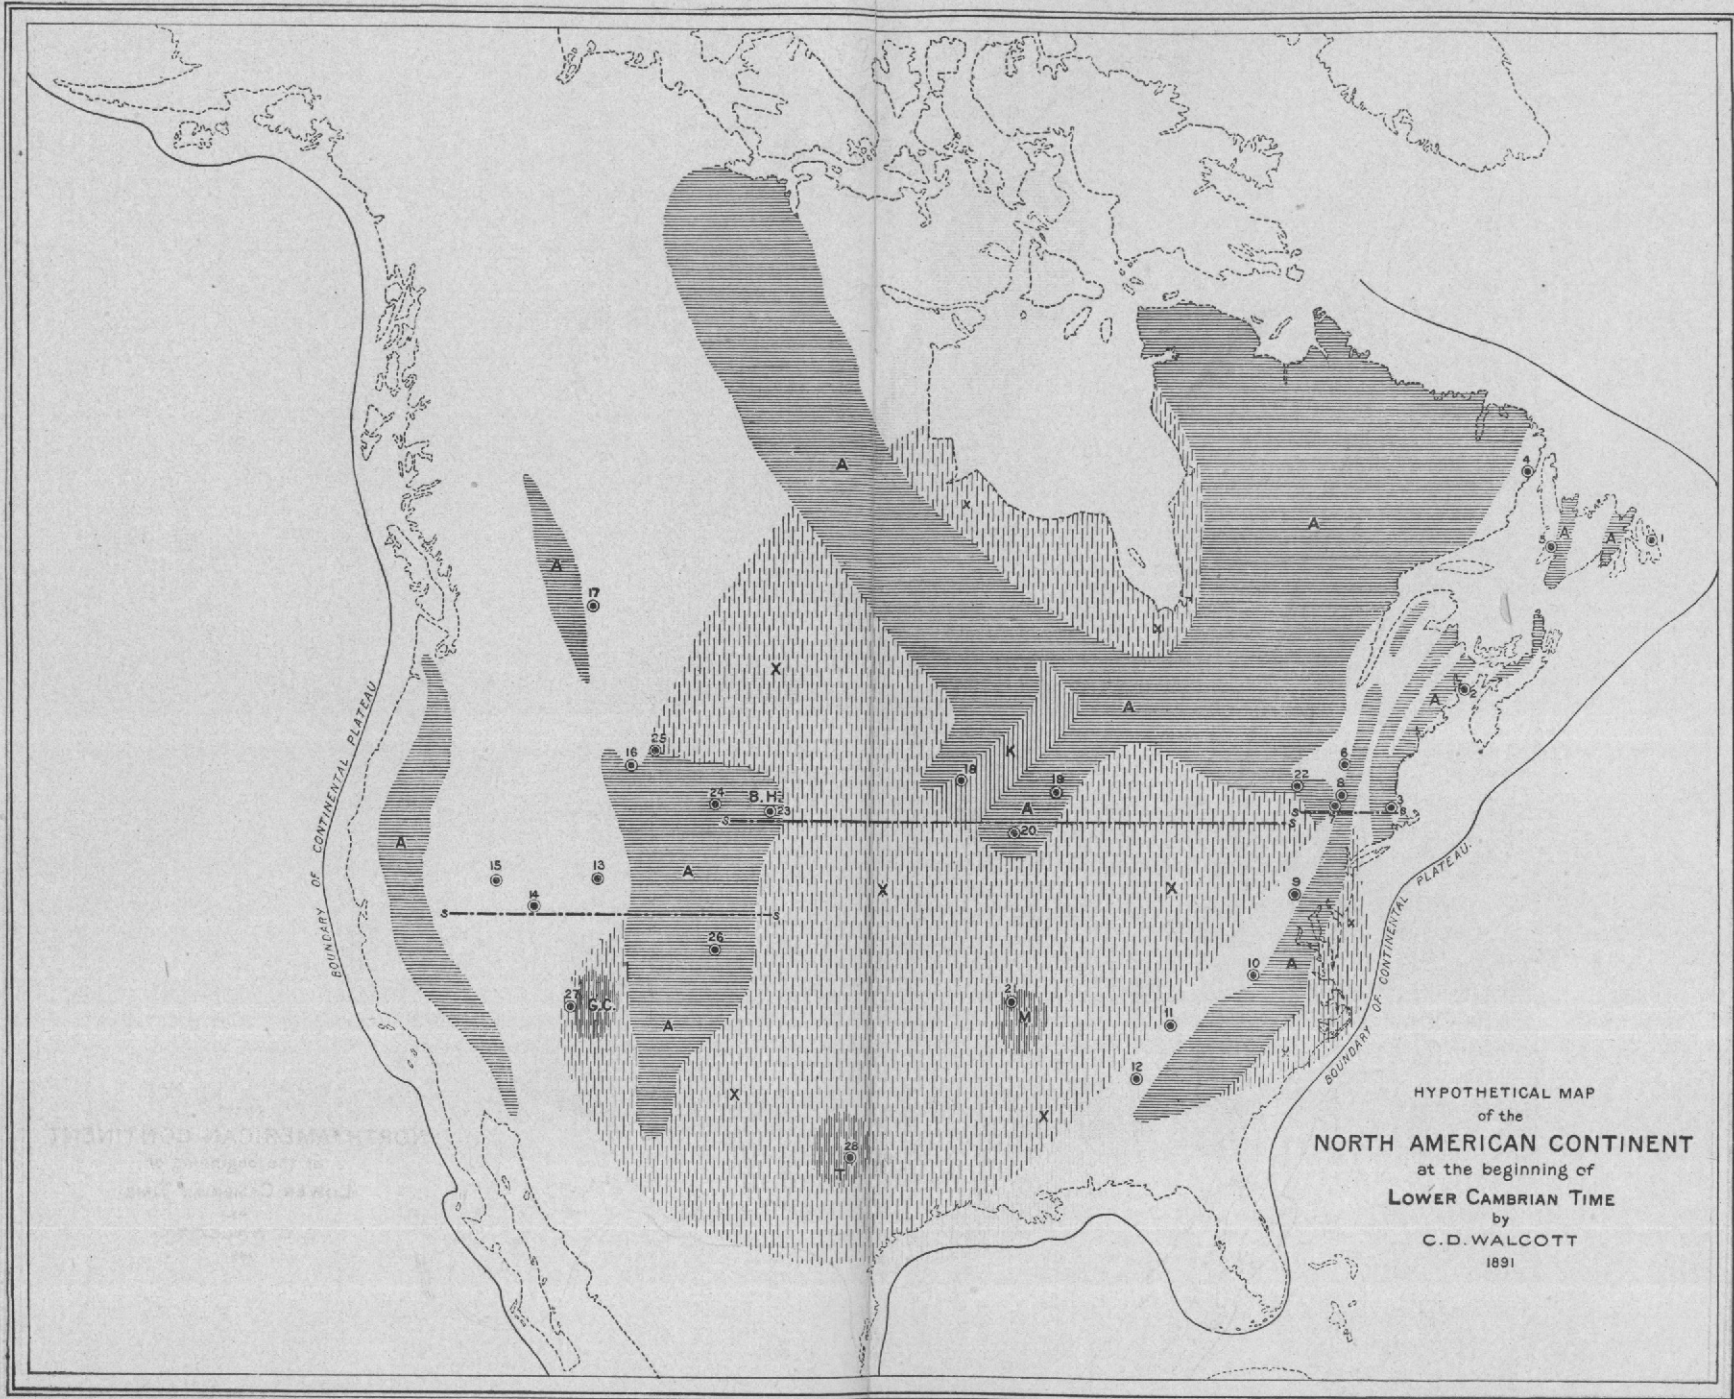 4
A
X
A
A
3
A
A
1
A
17
X
X
A
A
2
K
25
16
6
18
19
22
24
B.H.
23
8
3
A
S
S
S
S
20
A
A
15
13
X
X
9
14
S
S
X
26
10
A
27
G.C.
21
M
A
11
X
12
X
X
28
T
BOUNDARY OF CONTINENTAL PLATEAU
BOUNDARY OF CONTINENTAL PLATEAU.
HYPOTHETICAL MAP
of the
NORTH AMERICAN CONTINENT
at the beginning of
LOWER CAMBRIAN TIME
by
C.D. WALCOTT
1891